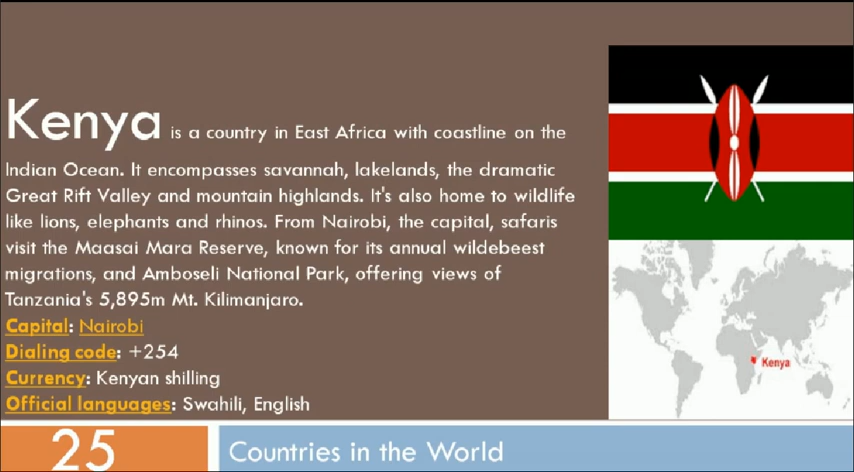 Kenya is a country in East Africa with coastline on the
Indian Ocean. It encompasses savannah, lakelands, the dramatic
Great Rift Valley and mountain highlands. It's also home to wildlife
like lions, elephants and rhinos. From Nairobi, the capital, safaris
visit the Maasai Mara Reserve, known for its annual wildebeest
migrations, and Amboseli National Park, offering views of
Tanzania's 5,895m Mt. Kilimanjaro.
Capital: Nairobi
Dialing code: +254
Currency: Kenyan shilling
Official languages: Swahili, English
Kenya
25
Countries in the World